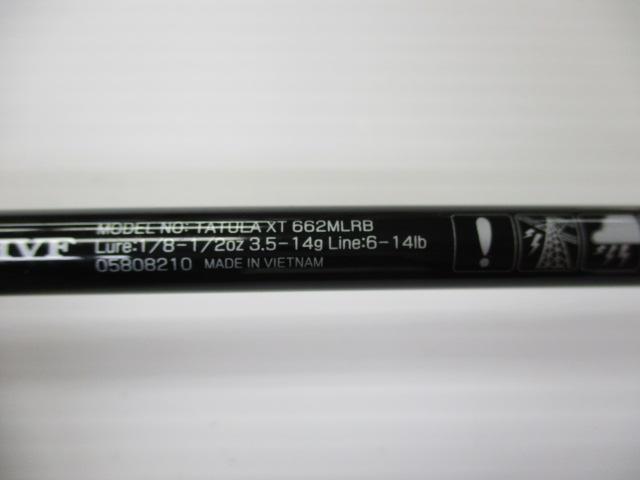 HVF
MODEL NO: TATULA XT 662MLRB
Lure:1/8-1/2oz 3.5-14g Line:6-14lb
05808210 MADE IN VIETNAM